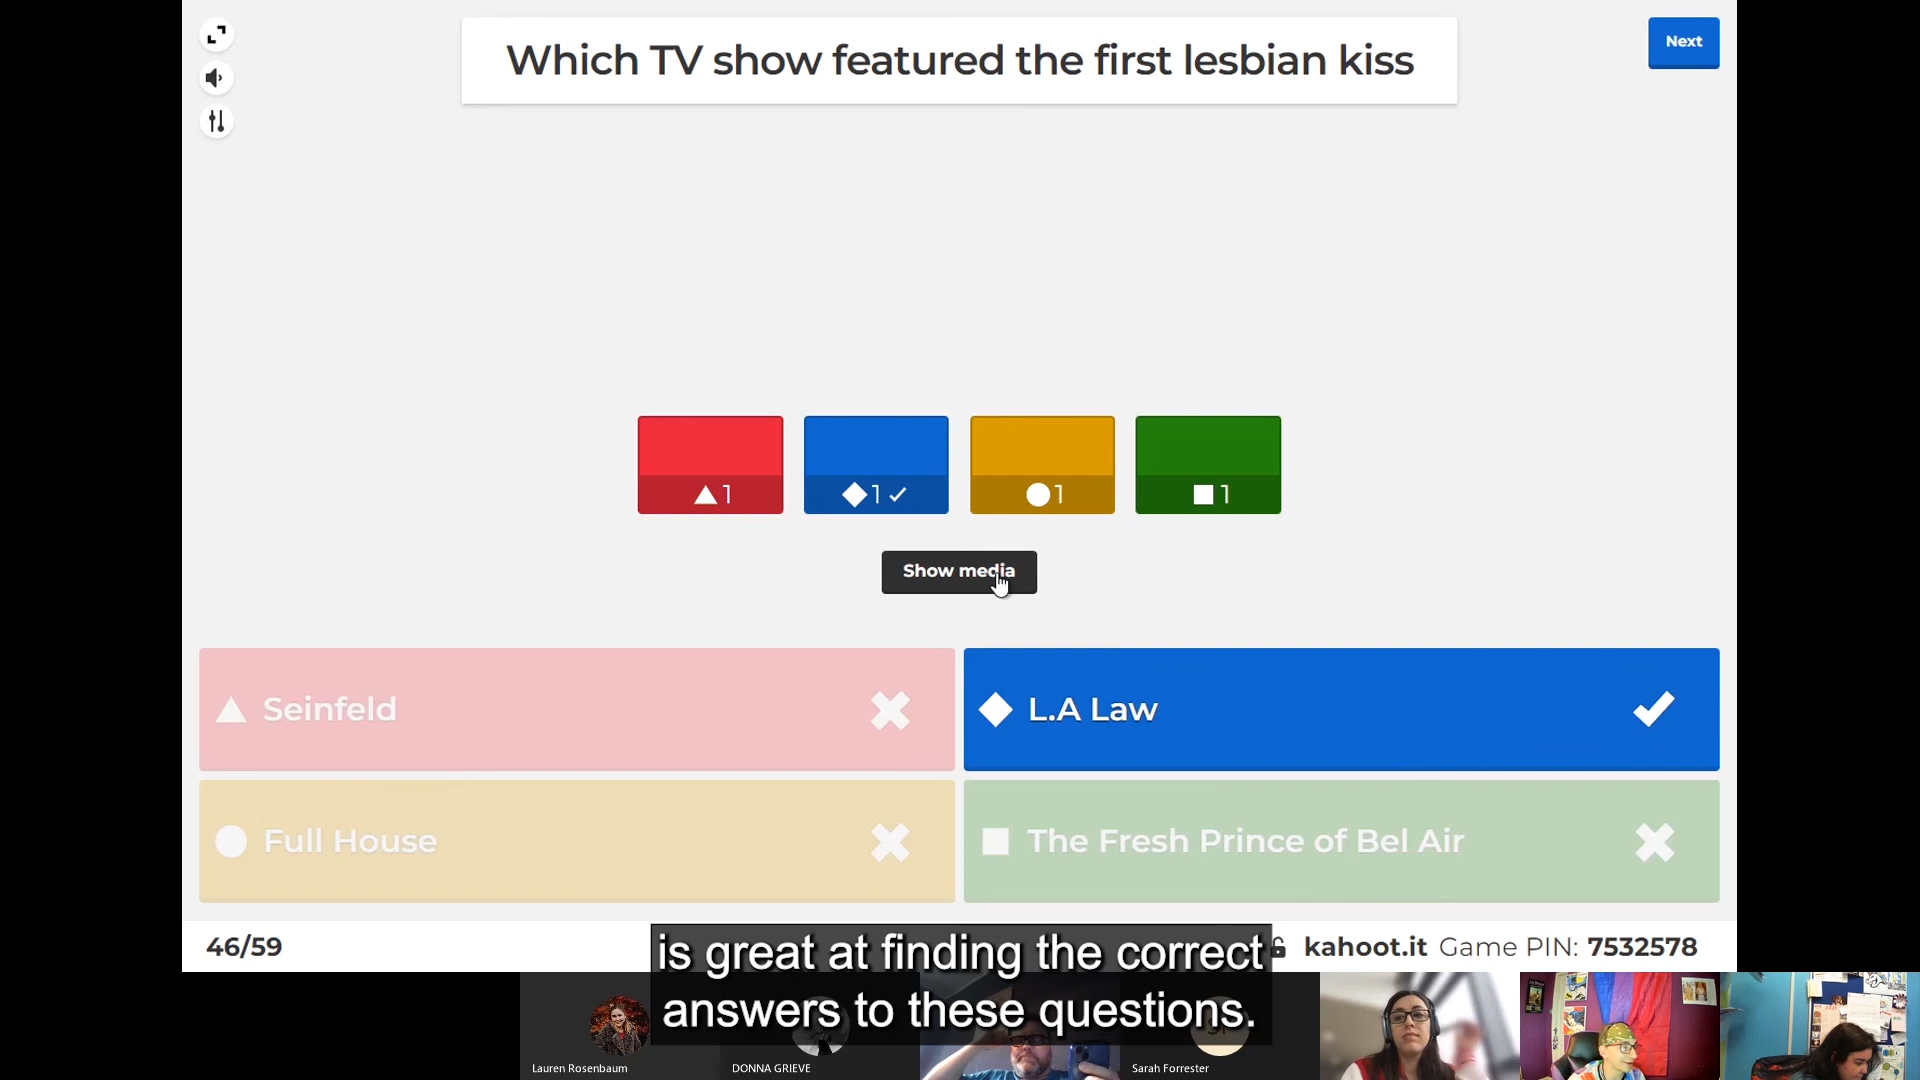 Which TV show featured the first lesbian kiss
Next
1
1
1
1
Show media
Seinfeld
L.A Law
Full House
The Fresh Prince of Bel Air
46/59
kahoot.it Game PIN: 7532578
is great at finding the correct
answers to these questions.
Lauren Rosenbaum
DONNA GRIEVE
Sarah Forrester